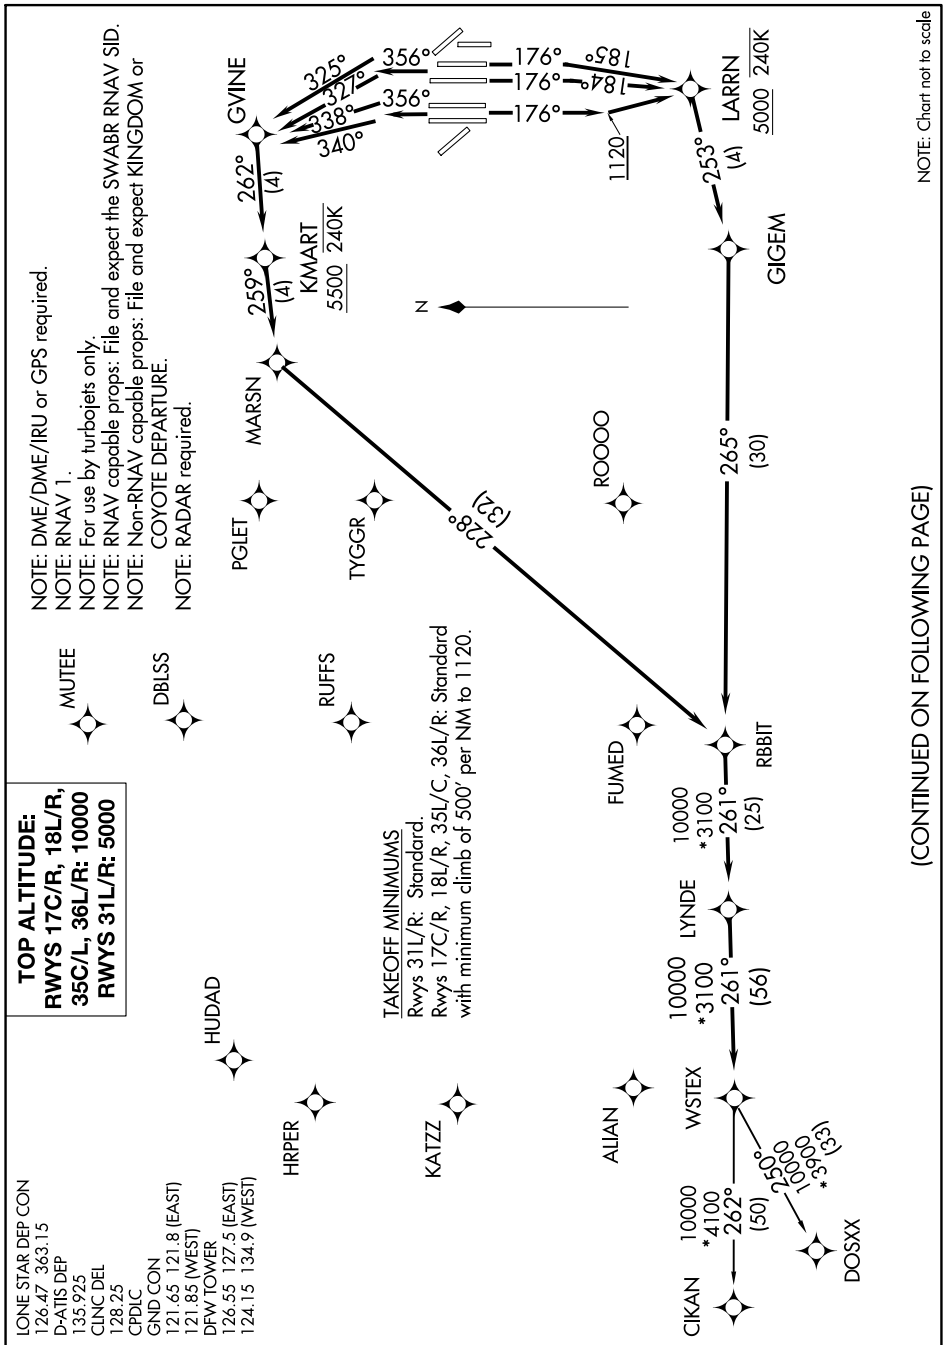 LONE STAR DEP CON
126.47 363.15
D-ATIS DEP
135.925
CLNC DEL
128.25
CPDLC
GND CON
121.65 121.8 (EAST)
121.85 (WEST)
DFW TOWER
126.55 127.5 (EAST)
124.15 134.9 (WEST)
TOP ALTITUDE:
RWYS 17C/R, 18L/R,
35C/L, 36L/R: 10000
RWYS 31L/R: 5000
NOTE: DME/DME/IRU or GPS required.
NOTE: RNAV 1.
NOTE: For use by turbojets only.
NOTE: RNAV capable props: File and expect the SWABR RNAV SID.
NOTE: Non-RNAV capable props: File and expect KINGDOM or
COYOTE DEPARTURE.
NOTE: RADAR required.
MUTEE
DBLSS
HUDAD
HRPER
RUFFS
PGLET
TYGGR
KATZZ
ALIAN
FUMED
ROOOO
TAKEOFF MINIMUMS
Rwys 31L/R: Standard.
Rwys 17C/R, 18L/R, 35L/C, 36L/R: Standard
with minimum climb of 500' per NM to 1120.
GVINE
325°
327°
338°
340°
356°
356°
176°
176°
176°
185°
184°
1120
262°
(4)
KMART
5500 240K
259°
(4)
MARSN
228°
(32)
N
LARRN
5000 240K
253°
(4)
GIGEM
265°
(30)
RBBIT
10000
*3100
261°
(25)
LYNDE
10000
*3100
261°
(56)
WSTEX
10000
*4100
262°
(50)
CIKAN
250°
10000
*3900
(33)
DOSXX
NOTE: Chart not to scale
(CONTINUED ON FOLLOWING PAGE)